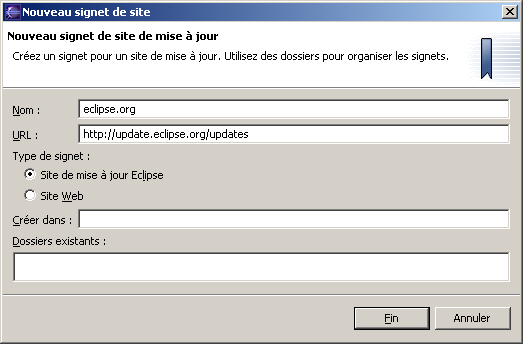 Nouveau signet de site
Nouveau signet de site de mise à jour
Créez un signet pour un site de mise à jour. Utilisez des dossiers pour organiser les signets.
Nom : eclipse.org
URL : http://update.eclipse.org/updates
Type de signet :
Site de mise à jour Eclipse
Site Web
Créer dans :
Dossiers existants :
Fin Annuler